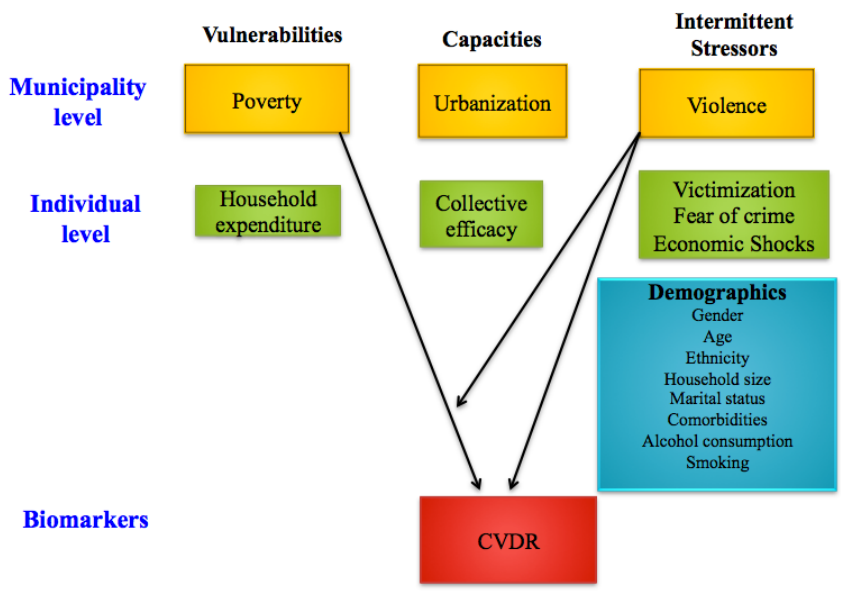 Vulnerabilities
Capacities
Intermittent
Stressors
Municipality
level
Poverty
Urbanization
Violence
Individual
level
Household
expenditure
Collective
efficacy
Victimization
Fear of crime
Economic Shocks
Demographics
Gender
Age
Ethnicity
Household size
Marital status
Comorbidities
Alcohol consumption
Smoking
Biomarkers
CVDR